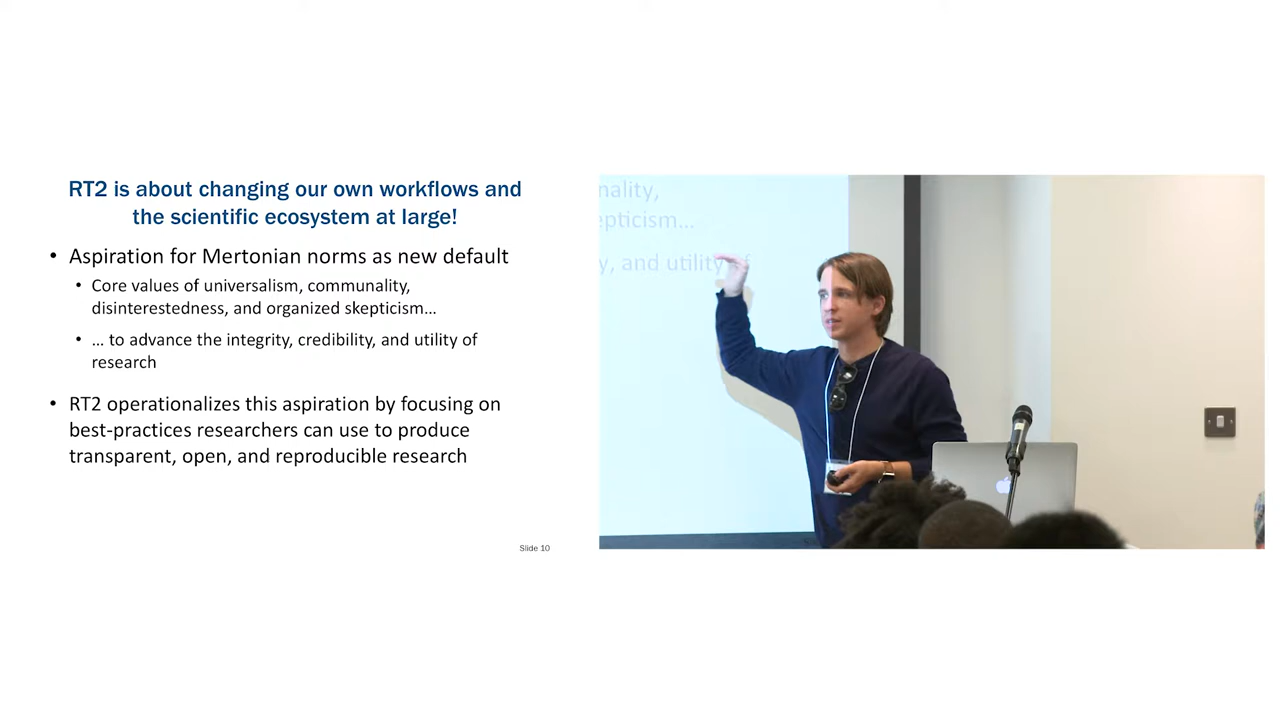 RT2 is about changing our own workflows and
the scientific ecosystem at large!
• Aspiration for Mertonian norms as new default
• Core values of universalism, communality,
disinterestedness, and organized skepticism…
• … to advance the integrity, credibility, and utility of
research
• RT2 operationalizes this aspiration by focusing on
best-practices researchers can use to produce
transparent, open, and reproducible research
Slide 10
nality,
epticism…
y, and utility of